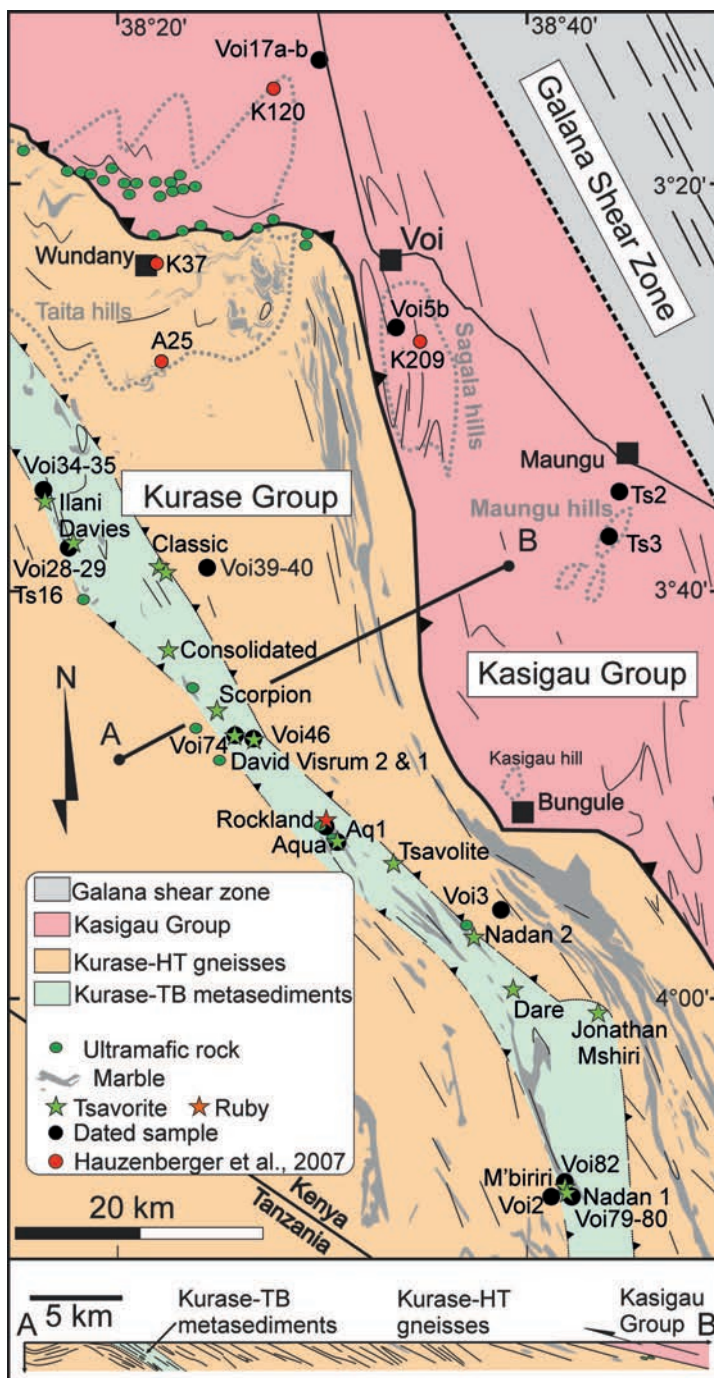 38°20'
38°40'
Voi17a-b
K120
Galana Shear Zone
3°20'
Voi
Wundany
K37
Taita hills
Voi5b
A25
K209
Sagala hills
Maungu
Voi34-35
Ts2
Kurase Group
Ilani
Maungu hills
Davies
Classic
B
Ts3
Voi28-29
Voi39-40
Ts16
3°40'
Consolidated
N
Kasigau Group
Scorpion
A
Voi74
Voi46
David Visrum 2 & 1
Kasigau hill
Bungule
Rockland
Aq1
Aqua
Tsavolite
Galana shear zone
Voi3
Kasigau Group
Nadan 2
Kurase-HT gneisses
Kurase-TB metasediments
4°00'
Dare
Jonathan
Mshiri
Ultramafic rock
Marble
Tsavorite
Ruby
Dated sample
Hauzenberger et al., 2007
Voi82
M'biriri
Nadan 1
Voi2
Voi79-80
20 km
Kenya
Tanzania
5 km
A
Kurase-TB
metasediments
Kurase-HT
gneisses
Kasigau
Group
B